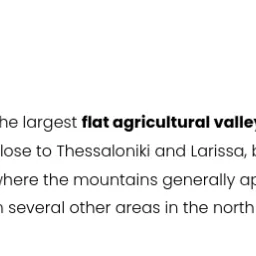 he largest flat agricultural valley
lose to Thessaloniki and Larissa,
where the mountains generally ap
several other areas in the north